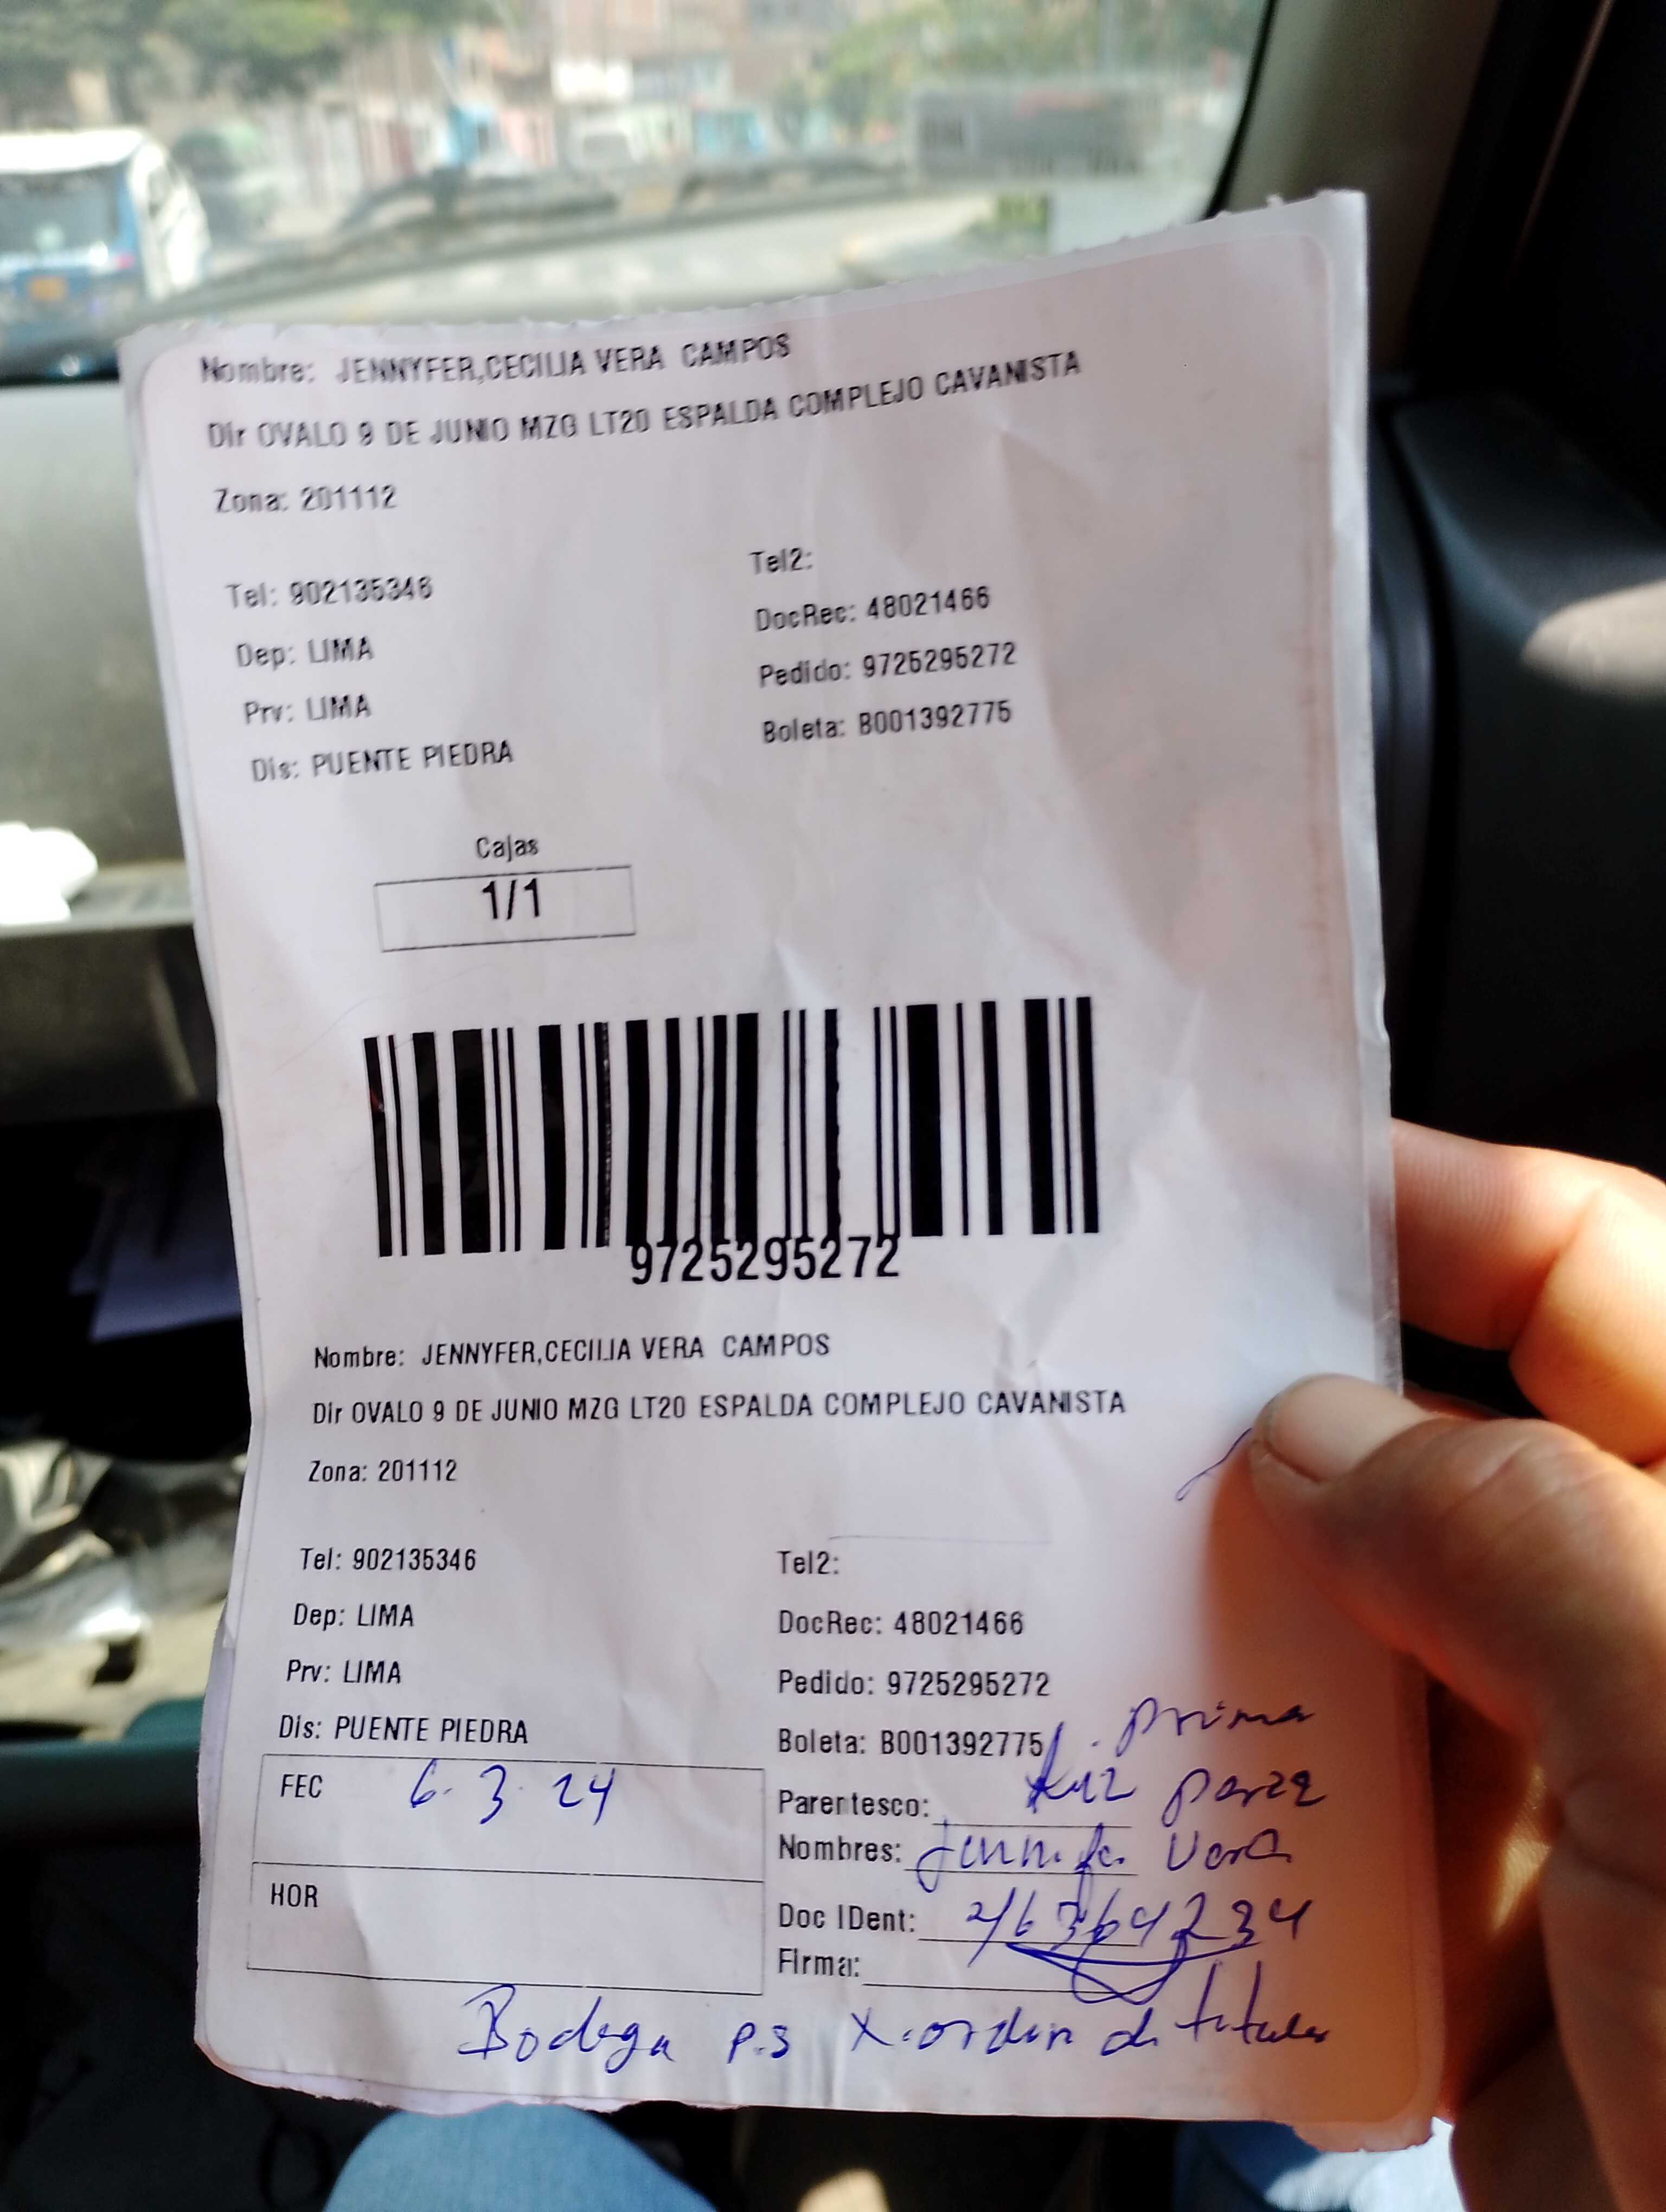 Nombre: JENNYFER,CECILIA VERA CAMPOS
Dir OVALO 9 DE JUNIO MZG LT20 ESPALDA COMPLEJO CAVANISTA
Zona: 201112
Tel: 902135346
Tel2:
Dep: LIMA
DocRec: 48021466
Prv: LIMA
Pedido: 9725295272
Dis: PUENTE PIEDRA
Boleta: B001392775
Cajas
1/1
9725295272
Nombre: JENNYFER,CECILIA VERA CAMPOS
Dir OVALO 9 DE JUNIO MZG LT20 ESPALDA COMPLEJO CAVANISTA
Zona: 201112
Tel: 902135346
Tel2:
Dep: LIMA
DocRec: 48021466
Prv: LIMA
Pedido: 9725295272
Dis: PUENTE PIEDRA
Boleta: B001392775
prima
FEC 6.3.24
Parentesco: perez
Nombres: Jennifer Vera
HOR
Doc IDent:
Firma:
Bodega p.s x.orden de titular